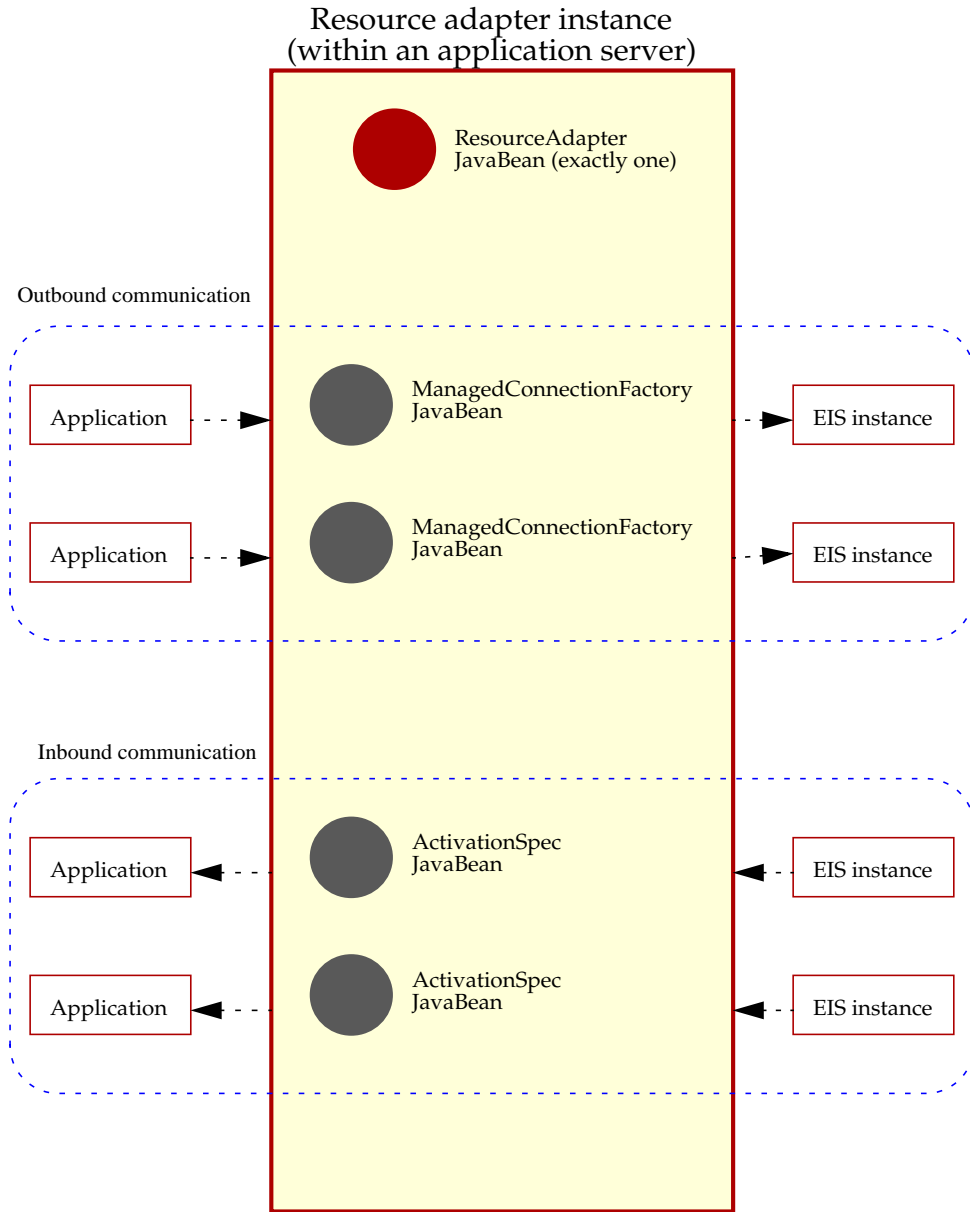 Resource adapter instance
(within an application server)
ResourceAdapter
JavaBean (exactly one)
Outbound communication
Application
ManagedConnectionFactory
JavaBean
EIS instance
Application
ManagedConnectionFactory
JavaBean
EIS instance
Inbound communication
Application
ActivationSpec
JavaBean
EIS instance
Application
ActivationSpec
JavaBean
EIS instance